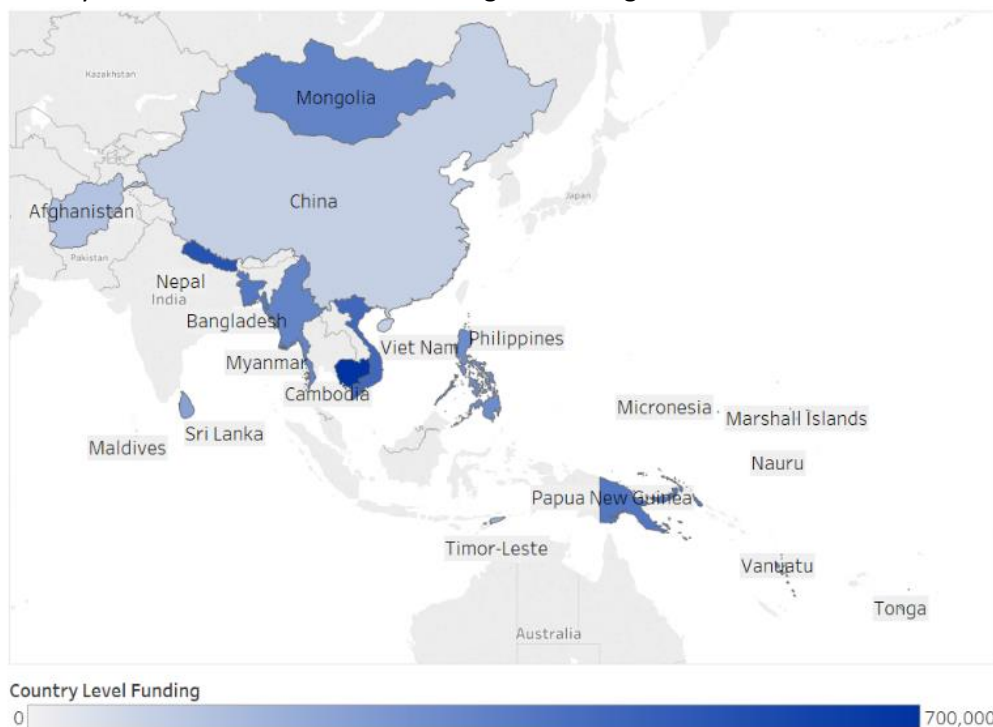 Kazakhstan
Mongolia
China
Japan
Afghanistan
Pakistan
Nepal
India
Bangladesh
Viet Nam
Philippines
Myanmar
Cambodia
Micronesia
Marshall Islands
Sri Lanka
Maldives
Nauru
Papua New Guinea
Timor-Leste
Vanuatu
Tonga
Australia
Country Level Funding
0
700,000